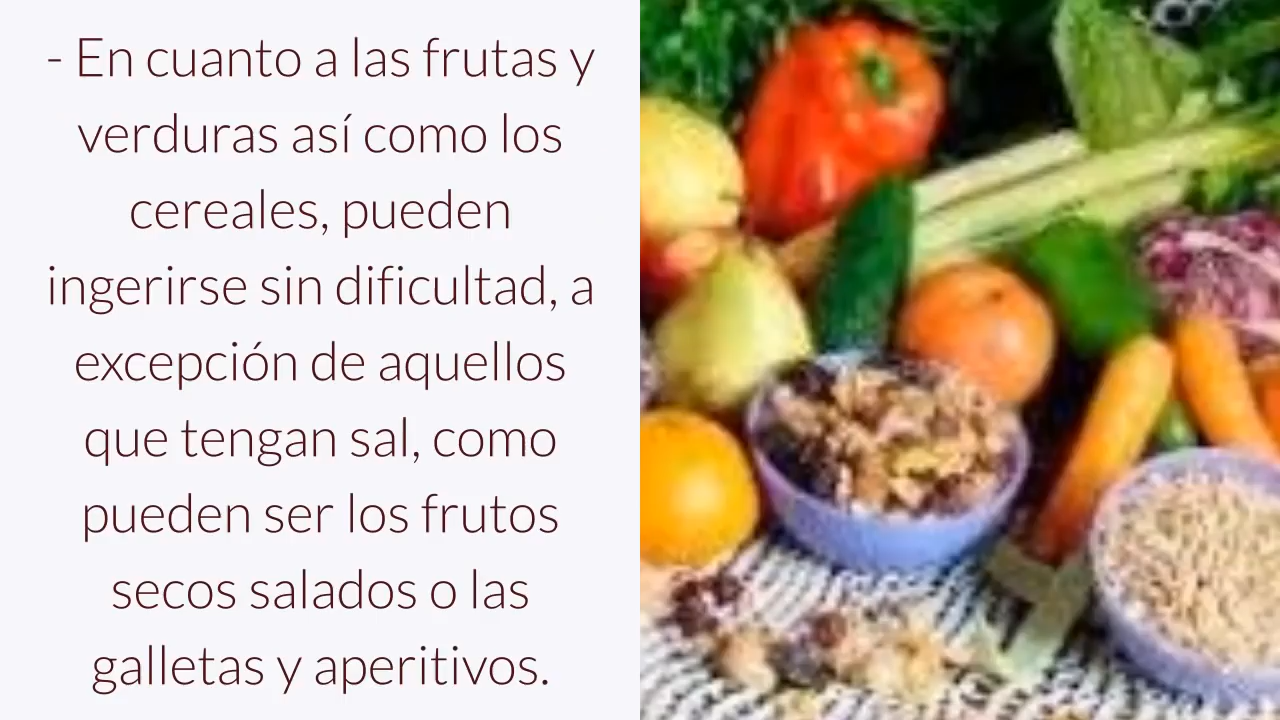 - En cuanto a las frutas y
verduras así como los
cereales, pueden
ingerirse sin dificultad, a
excepción de aquellos
que tengan sal, como
pueden ser los frutos
secos salados o las
galletas y aperitivos.